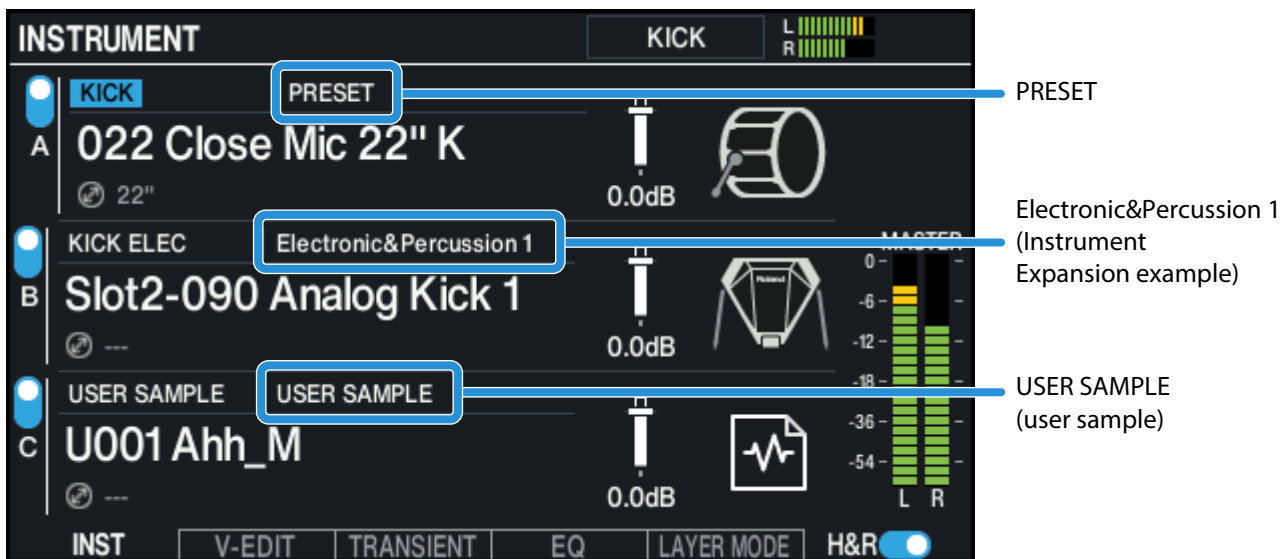 INSTRUMENT
KICK
L
R
KICK PRESET
A
022 Close Mic 22" K
22"
0.0dB
KICK ELEC Electronic&Percussion 1
B
Slot2-090 Analog Kick 1
---
0.0dB
Roland
USER SAMPLE USER SAMPLE
C
U001 Ahh_M
---
0.0dB
MASTER
0
-6
-12
-18
-36
-54
L R
INST V-EDIT TRANSIENT EQ LAYER MODE H&R
PRESET
Electronic&Percussion 1
(Instrument
Expansion example)
USER SAMPLE
(user sample)